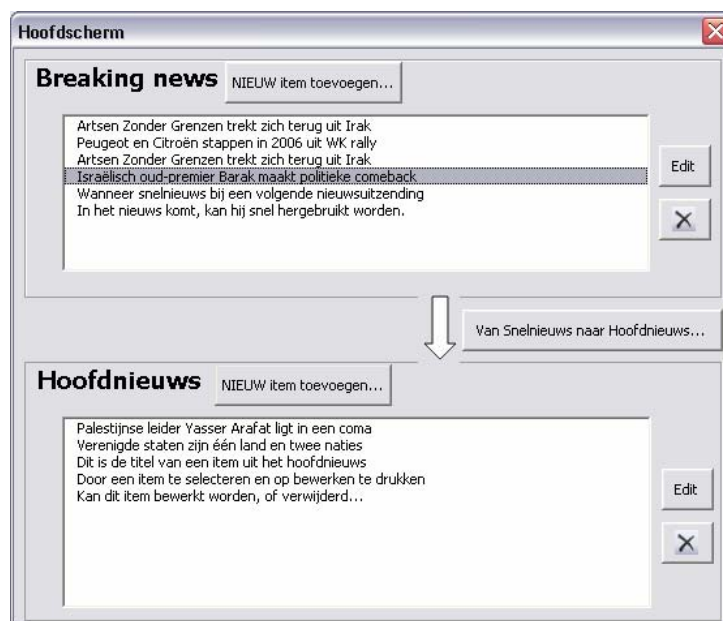 Hoofdscherm
Breaking news
NIEUW item toevoegen...
Artsen Zonder Grenzen trekt zich terug uit Irak
Peugeot en Citroën stappen in 2006 uit WK rally
Artsen Zonder Grenzen trekt zich terug uit Irak
Israëlisch oud-premier Barak maakt politieke comeback
Wanneer snelnieuws bij een volgende nieuwsuitzending
In het nieuws komt, kan hij snel hergebruikt worden.
Edit
Van Snelnieuws naar Hoofdnieuws...
Hoofdnieuws
NIEUW item toevoegen...
Palestijnse leider Yasser Arafat ligt in een coma
Verenigde staten zijn één land en twee naties
Dit is de titel van een item uit het hoofdnieuws
Door een item te selecteren en op bewerken te drukken
Kan dit item bewerkt worden, of verwijderd...
Edit